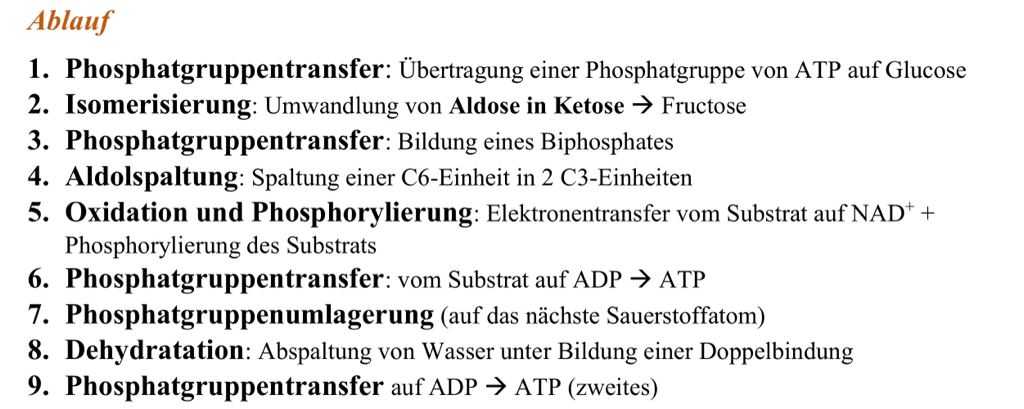 Ablauf
1. Phosphatgruppentransfer: Übertragung einer Phosphatgruppe von ATP auf Glucose
2. Isomerisierung: Umwandlung von Aldose in Ketose → Fructose
3. Phosphatgruppentransfer: Bildung eines Biphosphates
4. Aldolspaltung: Spaltung einer C6-Einheit in 2 C3-Einheiten
5. Oxidation und Phosphorylierung: Elektronentransfer vom Substrat auf NAD⁺ +
Phosphorylierung des Substrats
6. Phosphatgruppentransfer: vom Substrat auf ADP → ATP
7. Phosphatgruppenumlagerung (auf das nächste Sauerstoffatom)
8. Dehydratation: Abspaltung von Wasser unter Bildung einer Doppelbindung
9. Phosphatgruppentransfer auf ADP → ATP (zweites)